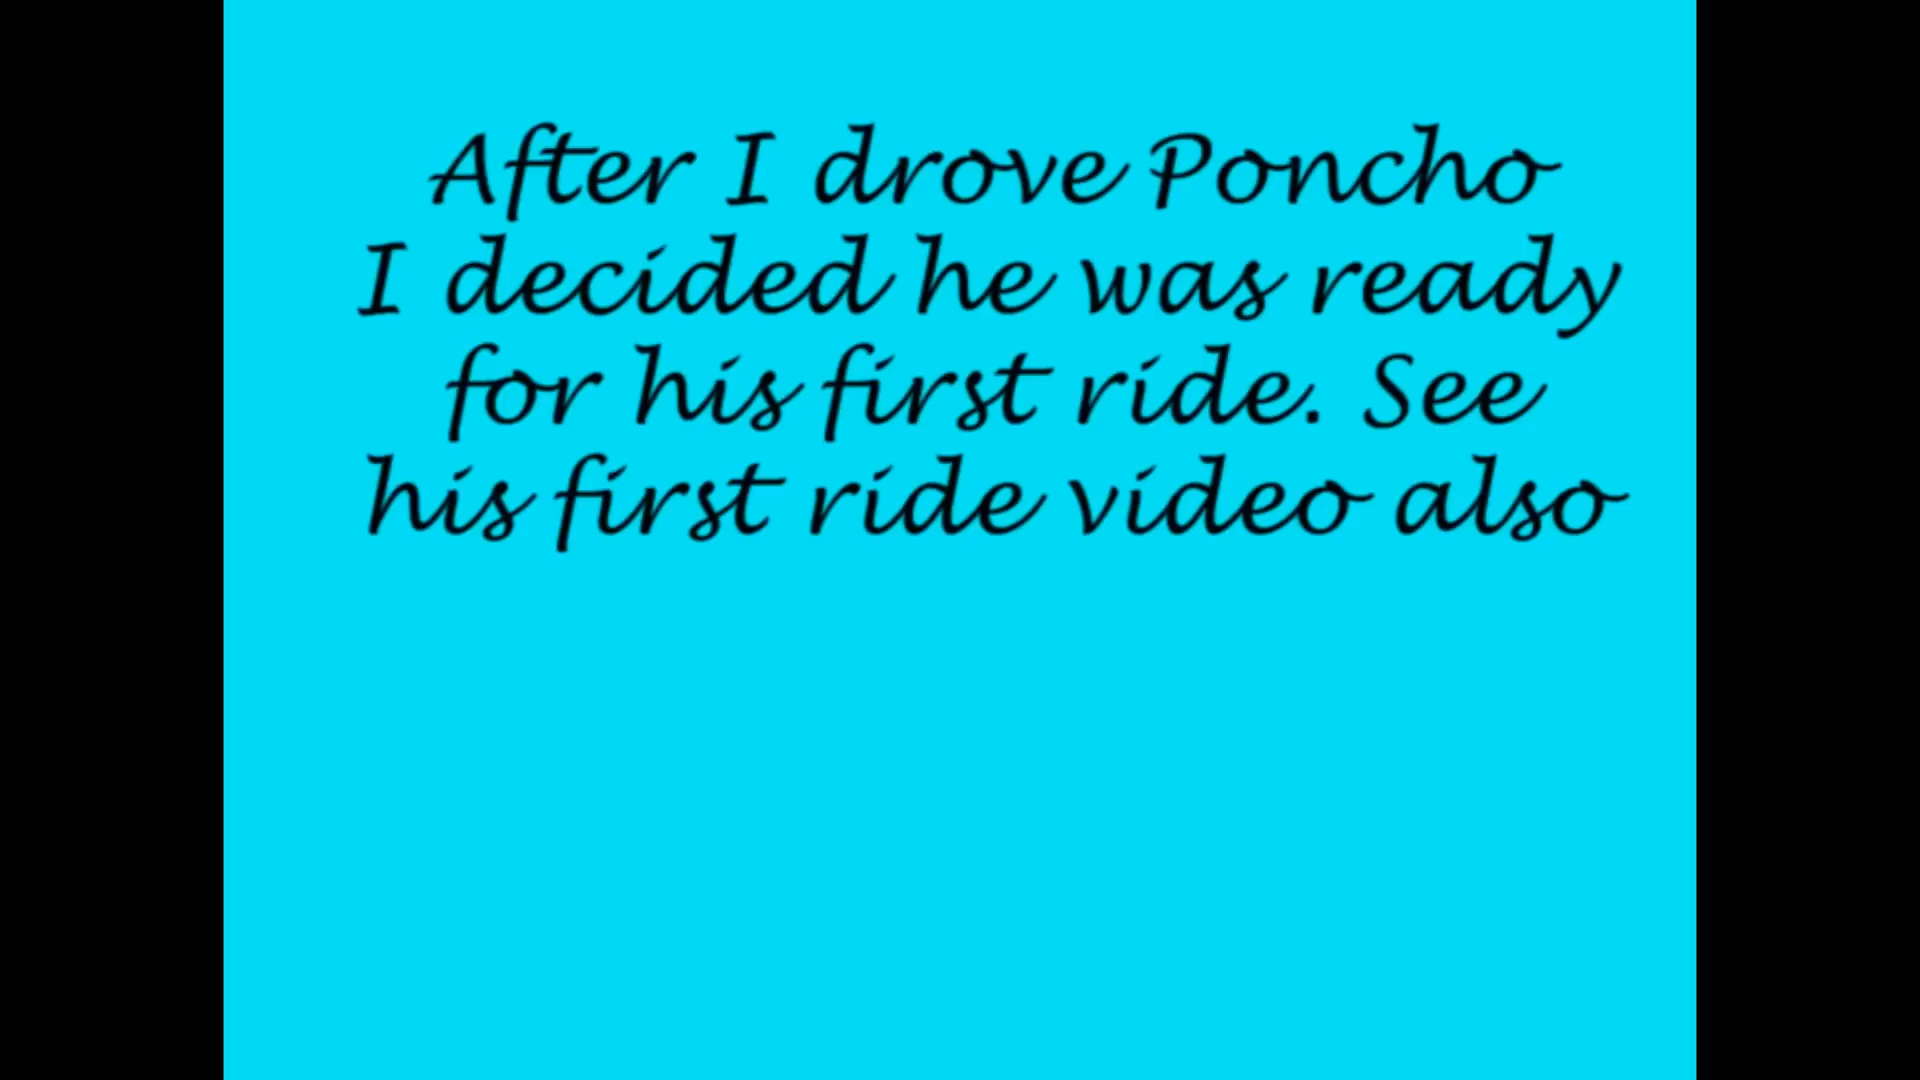 After I drove Poncho
I decided he was ready
for his first ride. See
his first ride video also